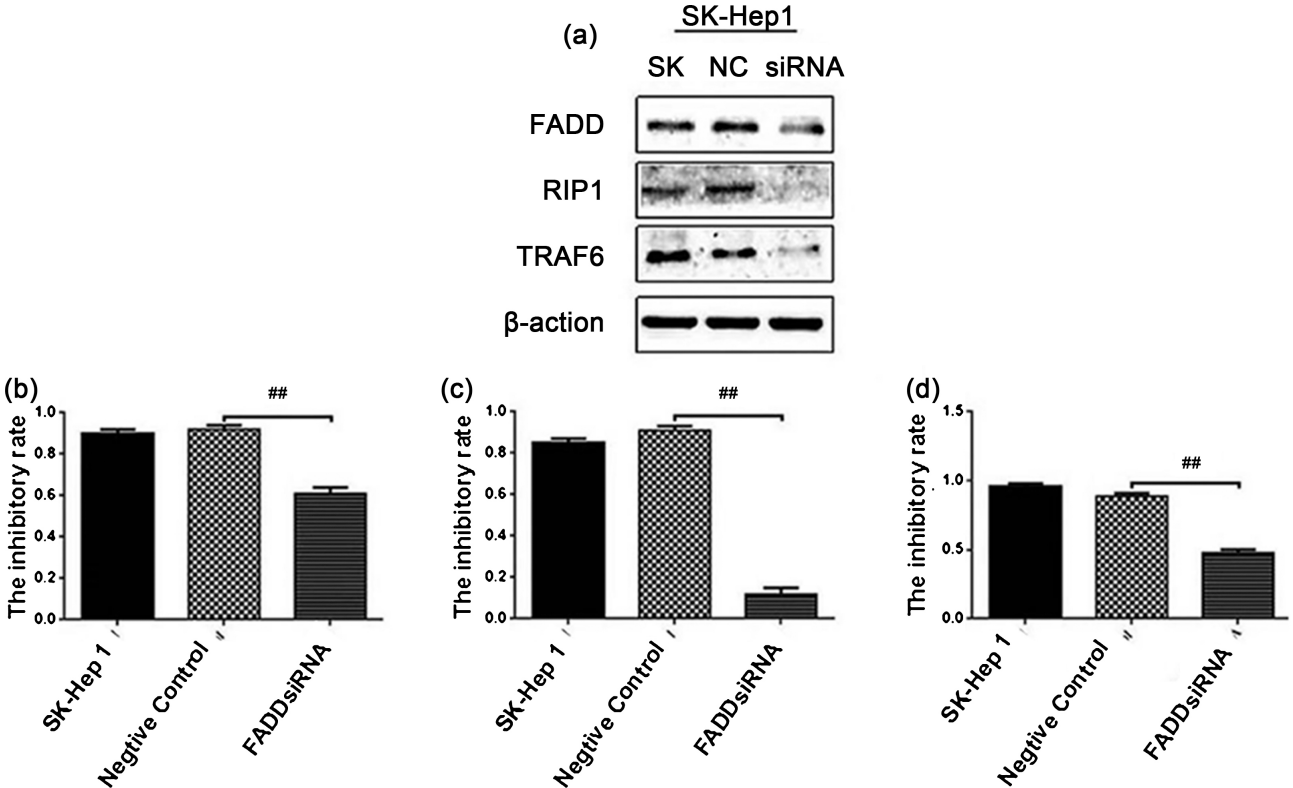 SK-Hep1
(a)
SK NC siRNA
FADD
RIP1
TRAF6
β-action
(b)
##
The inhibitory rate
1.0
0.8
0.6
0.4
0.2
0.0
SK-Hep 1
Negtive Control
FADDsiRNA
(c)
##
The inhibitory rate
1.0
0.8
0.6
0.4
0.2
0.0
SK-Hep 1
Negtive Control
FADDsiRNA
(d)
##
The inhibitory rate
1.5
1.0
0.5
0.0
SK-Hep 1
Negtive Control
FADDsiRNA